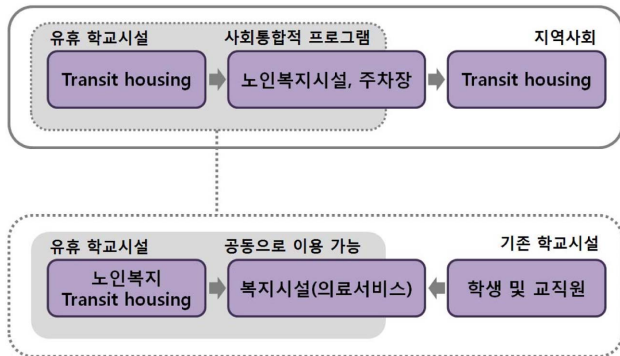 유휴 학교시설 사회통합적 프로그램 지역사회
Transit housing 노인복지시설, 주차장 Transit housing
유휴 학교시설 공동으로 이용 가능 기존 학교시설
노인복지
Transit housing 복지시설(의료서비스) 학생 및 교직원